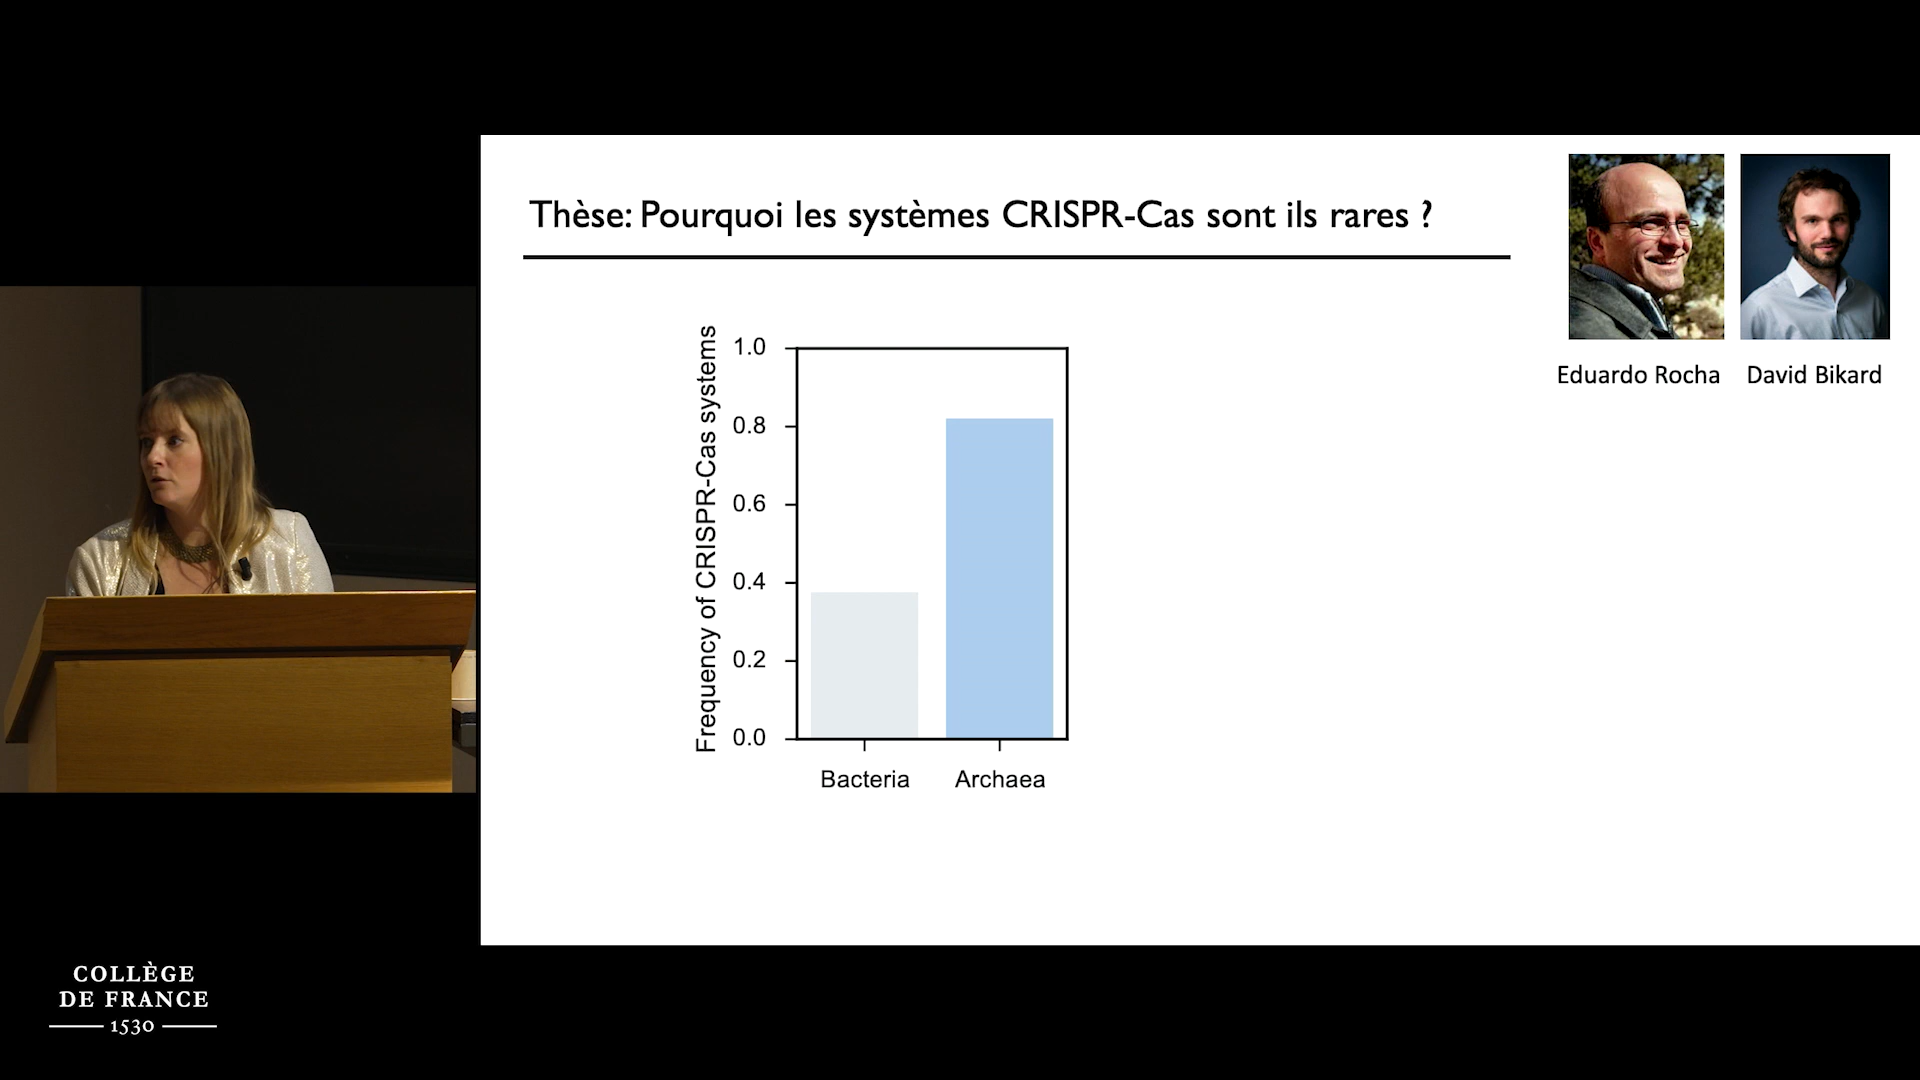 Thèse: Pourquoi les systèmes CRISPR-Cas sont ils rares ?
Eduardo Rocha
David Bikard
Frequency of CRISPR-Cas systems
1.0
0.8
0.6
0.4
0.2
0.0
Bacteria
Archaea
COLLÈGE
DE FRANCE
1530